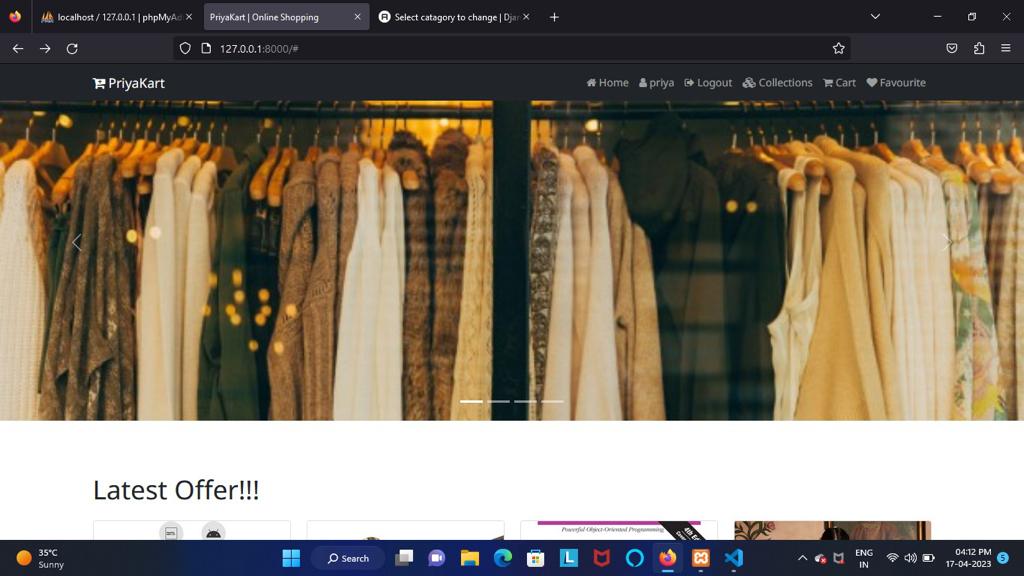 localhost / 127.0.0.1 | phpMyAd
PriyaKart | Online Shopping
Select catagory to change | Djan
127.0.0.1:8000/#
PriyaKart
Home
priya
Logout
Collections
Cart
Favourite
Latest Offer!!!
Powerful Object-Oriented Programming
35°C
Sunny
Search
ENG
IN
04:12 PM
17-04-2023
5